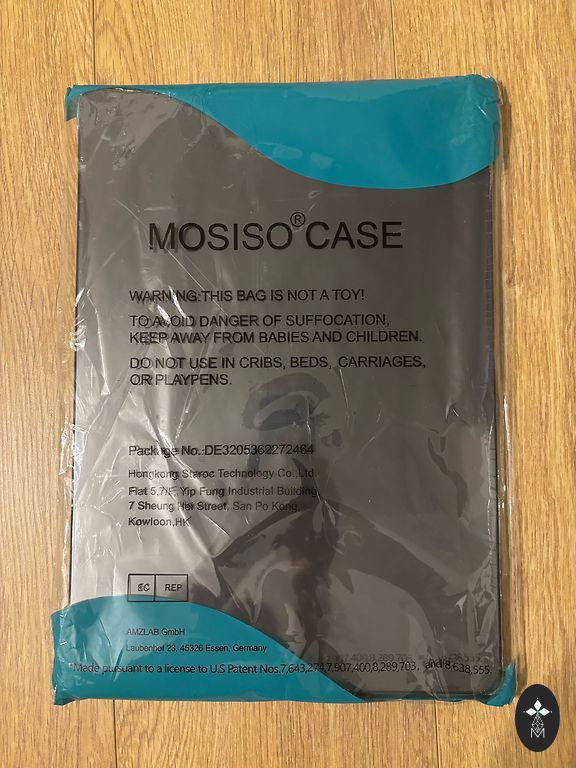 MOSISO® CASE
WARNING:THIS BAG IS NOT A TOY!
TO AVOID DANGER OF SUFFOCATION,
KEEP AWAY FROM BABIES AND CHILDREN.
DO NOT USE IN CRIBS, BEDS, CARRIAGES,
OR PLAYPENS.
Package No.:DE3205362272464
Hongkong Staroc Technology Co.,Ltd.
Flat 5,7/F, Yip Fung Industrial Building,
7 Sheung Hei Street, San Po Kong,
Kowloon,HK
EC REP
AMZLAB GmbH
Laubenhof 23, 45326 Essen, Germany
*Made pursuant to a license to U.S Patent Nos.7,643,274,7,907,400,8,289,703, and 8,638,555.
M